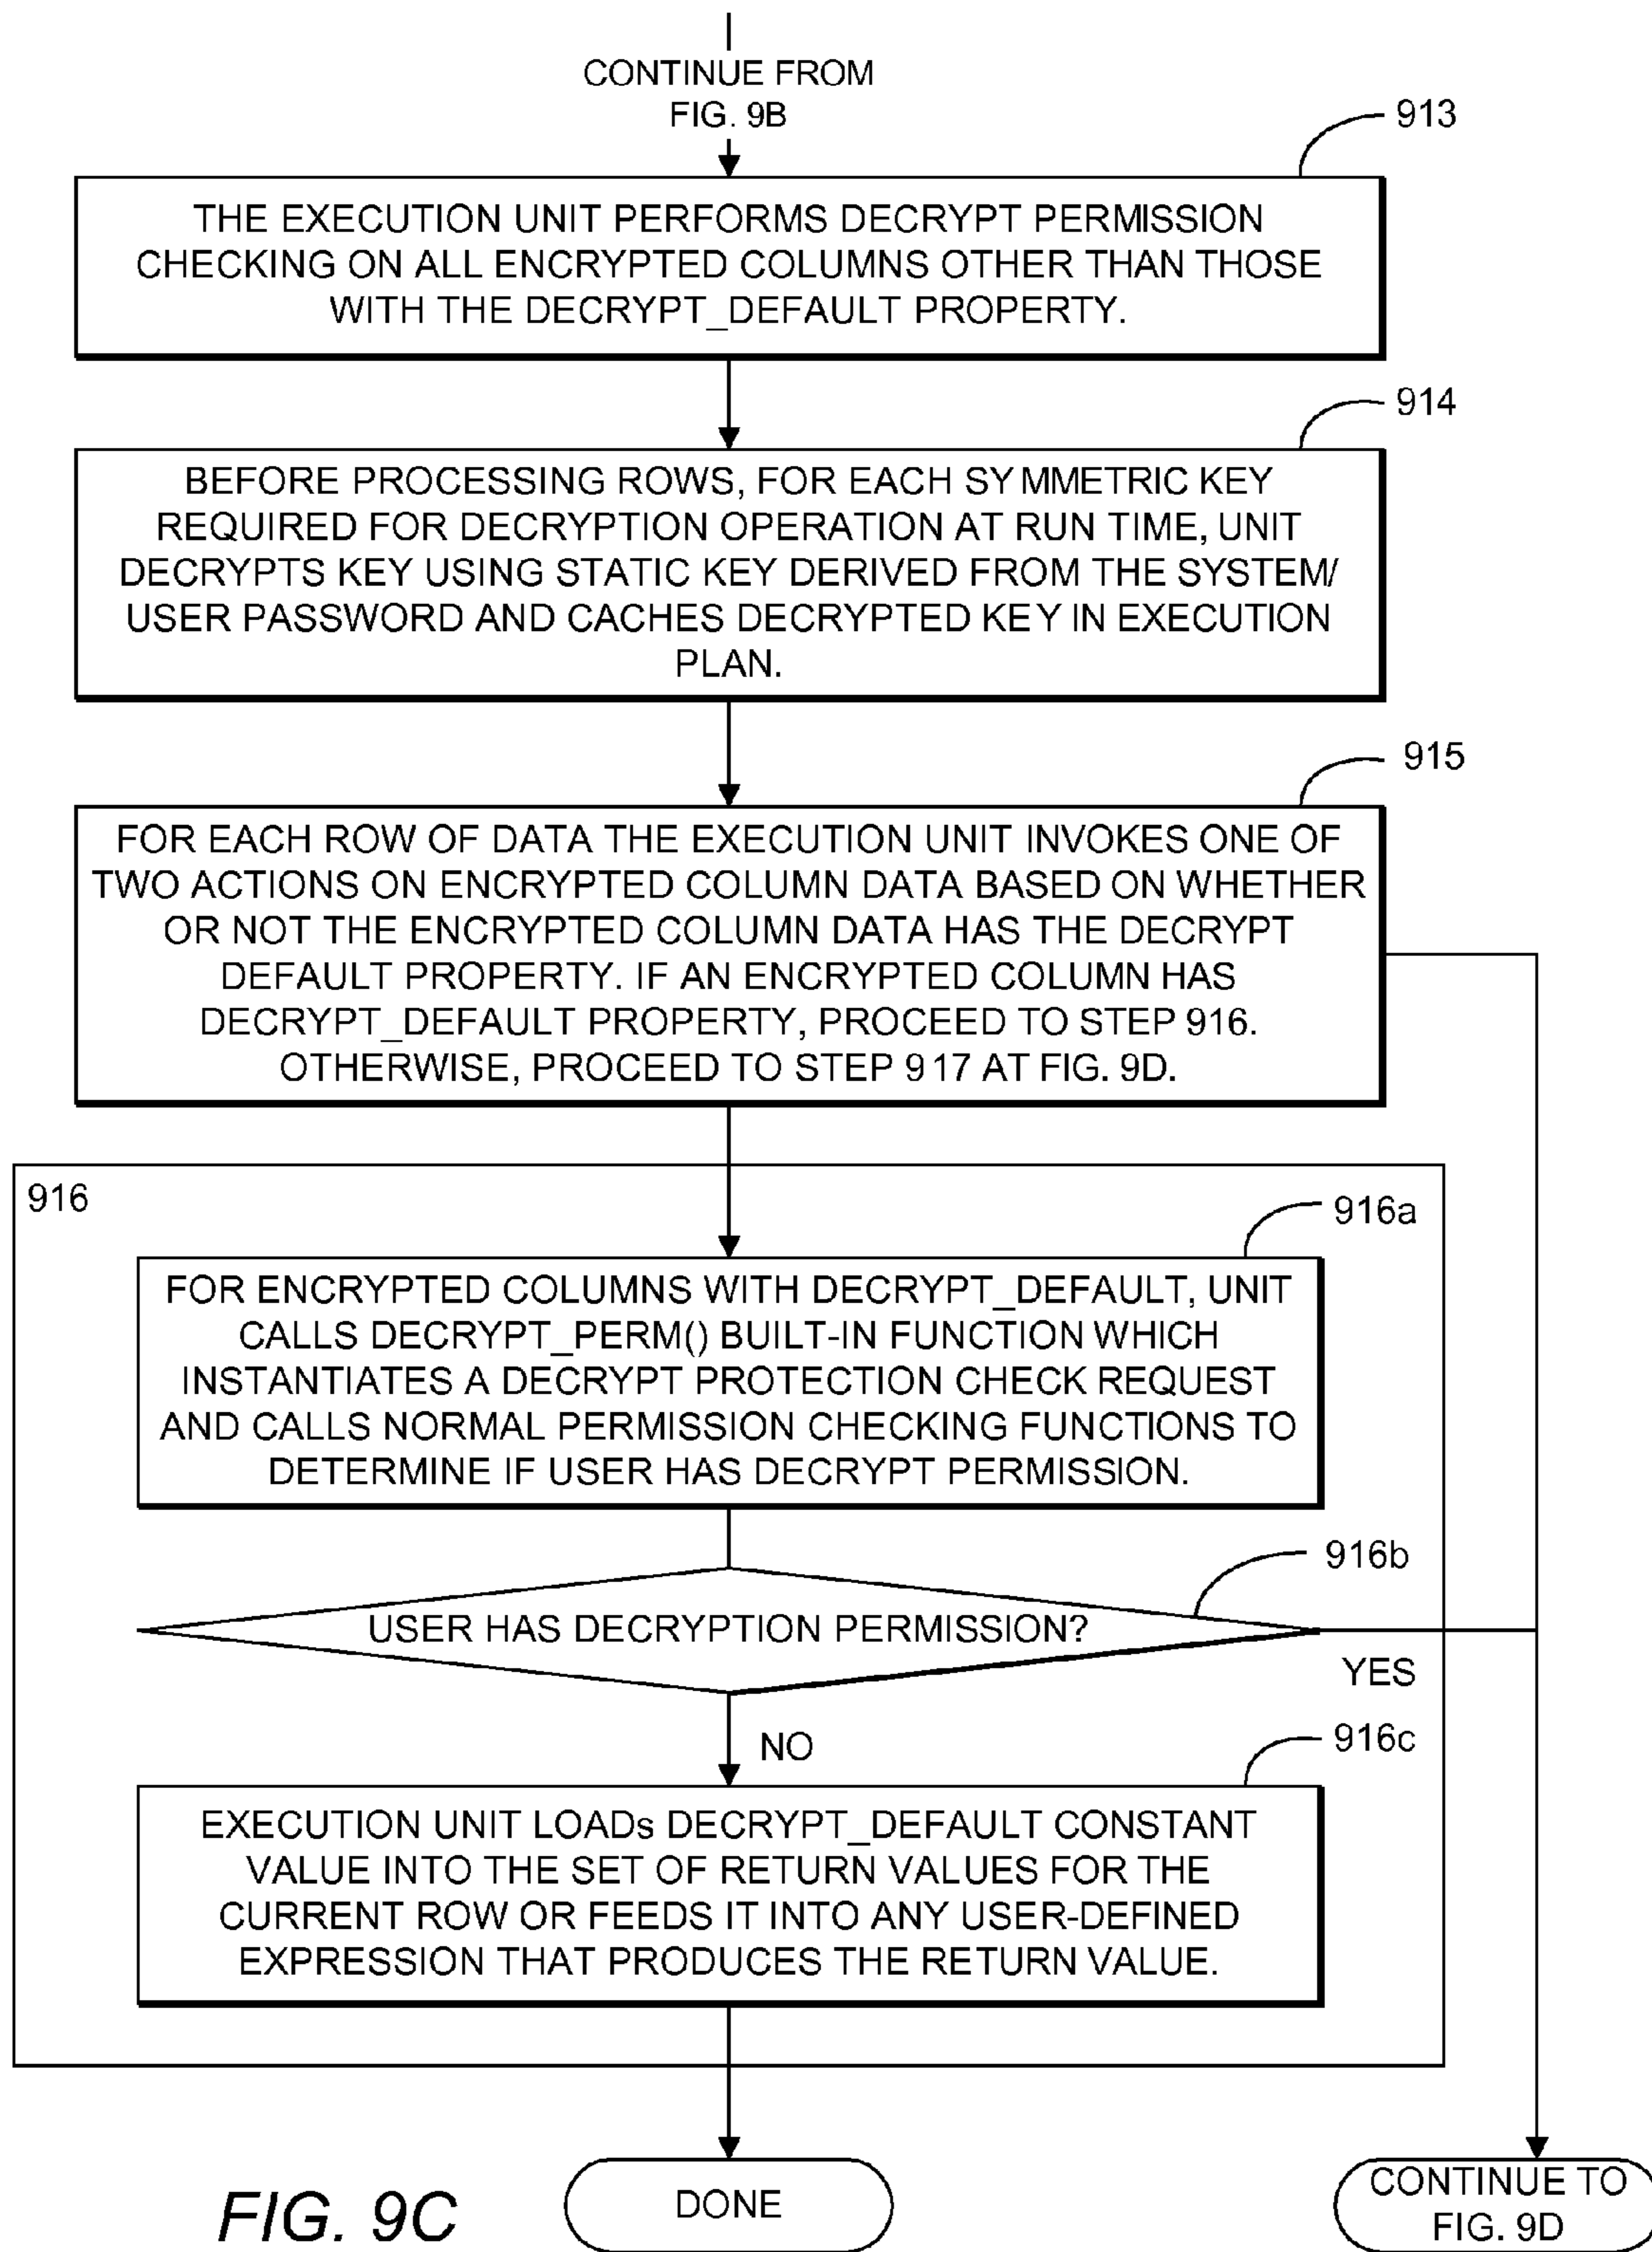 CONTINUE FROM
FIG. 9B
913
THE EXECUTION UNIT PERFORMS DECRYPT PERMISSION
CHECKING ON ALL ENCRYPTED COLUMNS OTHER THAN THOSE
WITH THE DECRYPT_DEFAULT PROPERTY.
914
BEFORE PROCESSING ROWS, FOR EACH SYMMETRIC KEY
REQUIRED FOR DECRYPTION OPERATION AT RUN TIME, UNIT
DECRYPTS KEY USING STATIC KEY DERIVED FROM THE SYSTEM/
USER PASSWORD AND CACHES DECRYPTED KEY IN EXECUTION
PLAN.
915
FOR EACH ROW OF DATA THE EXECUTION UNIT INVOKES ONE OF
TWO ACTIONS ON ENCRYPTED COLUMN DATA BASED ON WHETHER
OR NOT THE ENCRYPTED COLUMN DATA HAS THE DECRYPT
DEFAULT PROPERTY. IF AN ENCRYPTED COLUMN HAS
DECRYPT_DEFAULT PROPERTY, PROCEED TO STEP 916.
OTHERWISE, PROCEED TO STEP 917 AT FIG. 9D.
916
916a
FOR ENCRYPTED COLUMNS WITH DECRYPT_DEFAULT, UNIT
CALLS DECRYPT_PERM() BUILT-IN FUNCTION WHICH
INSTANTIATES A DECRYPT PROTECTION CHECK REQUEST
AND CALLS NORMAL PERMISSION CHECKING FUNCTIONS TO
DETERMINE IF USER HAS DECRYPT PERMISSION.
916b
USER HAS DECRYPTION PERMISSION?
YES
NO
916c
EXECUTION UNIT LOADs DECRYPT_DEFAULT CONSTANT
VALUE INTO THE SET OF RETURN VALUES FOR THE
CURRENT ROW OR FEEDS IT INTO ANY USER-DEFINED
EXPRESSION THAT PRODUCES THE RETURN VALUE.
FIG. 9C
DONE
CONTINUE TO
FIG. 9D